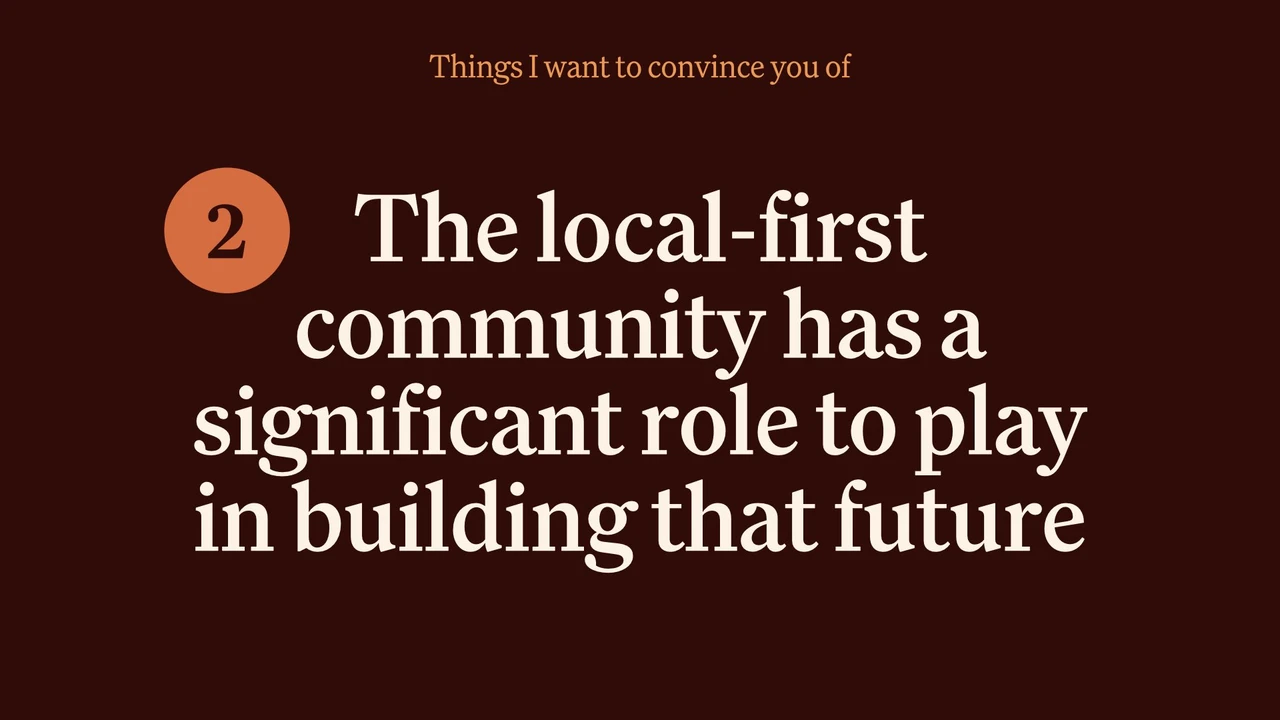 Things I want to convince you of
2
The local-first
community has a
significant role to play
in building that future